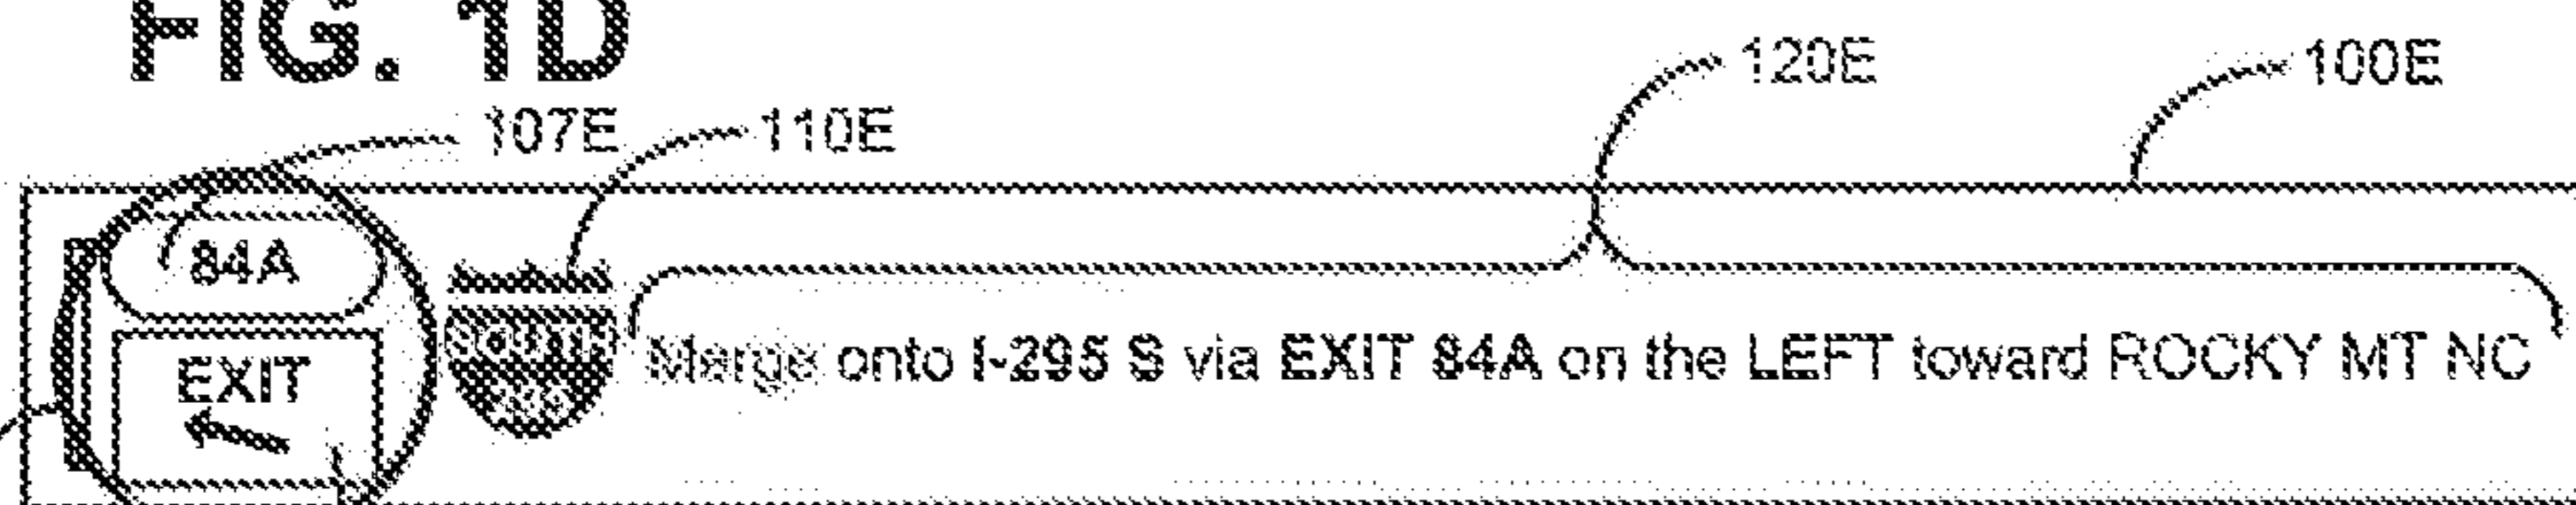 FIG. 1D
120E
100E
107E
110E
84A
EXIT
Merge onto I-295 S via EXIT 84A on the LEFT toward ROCKY MT NC